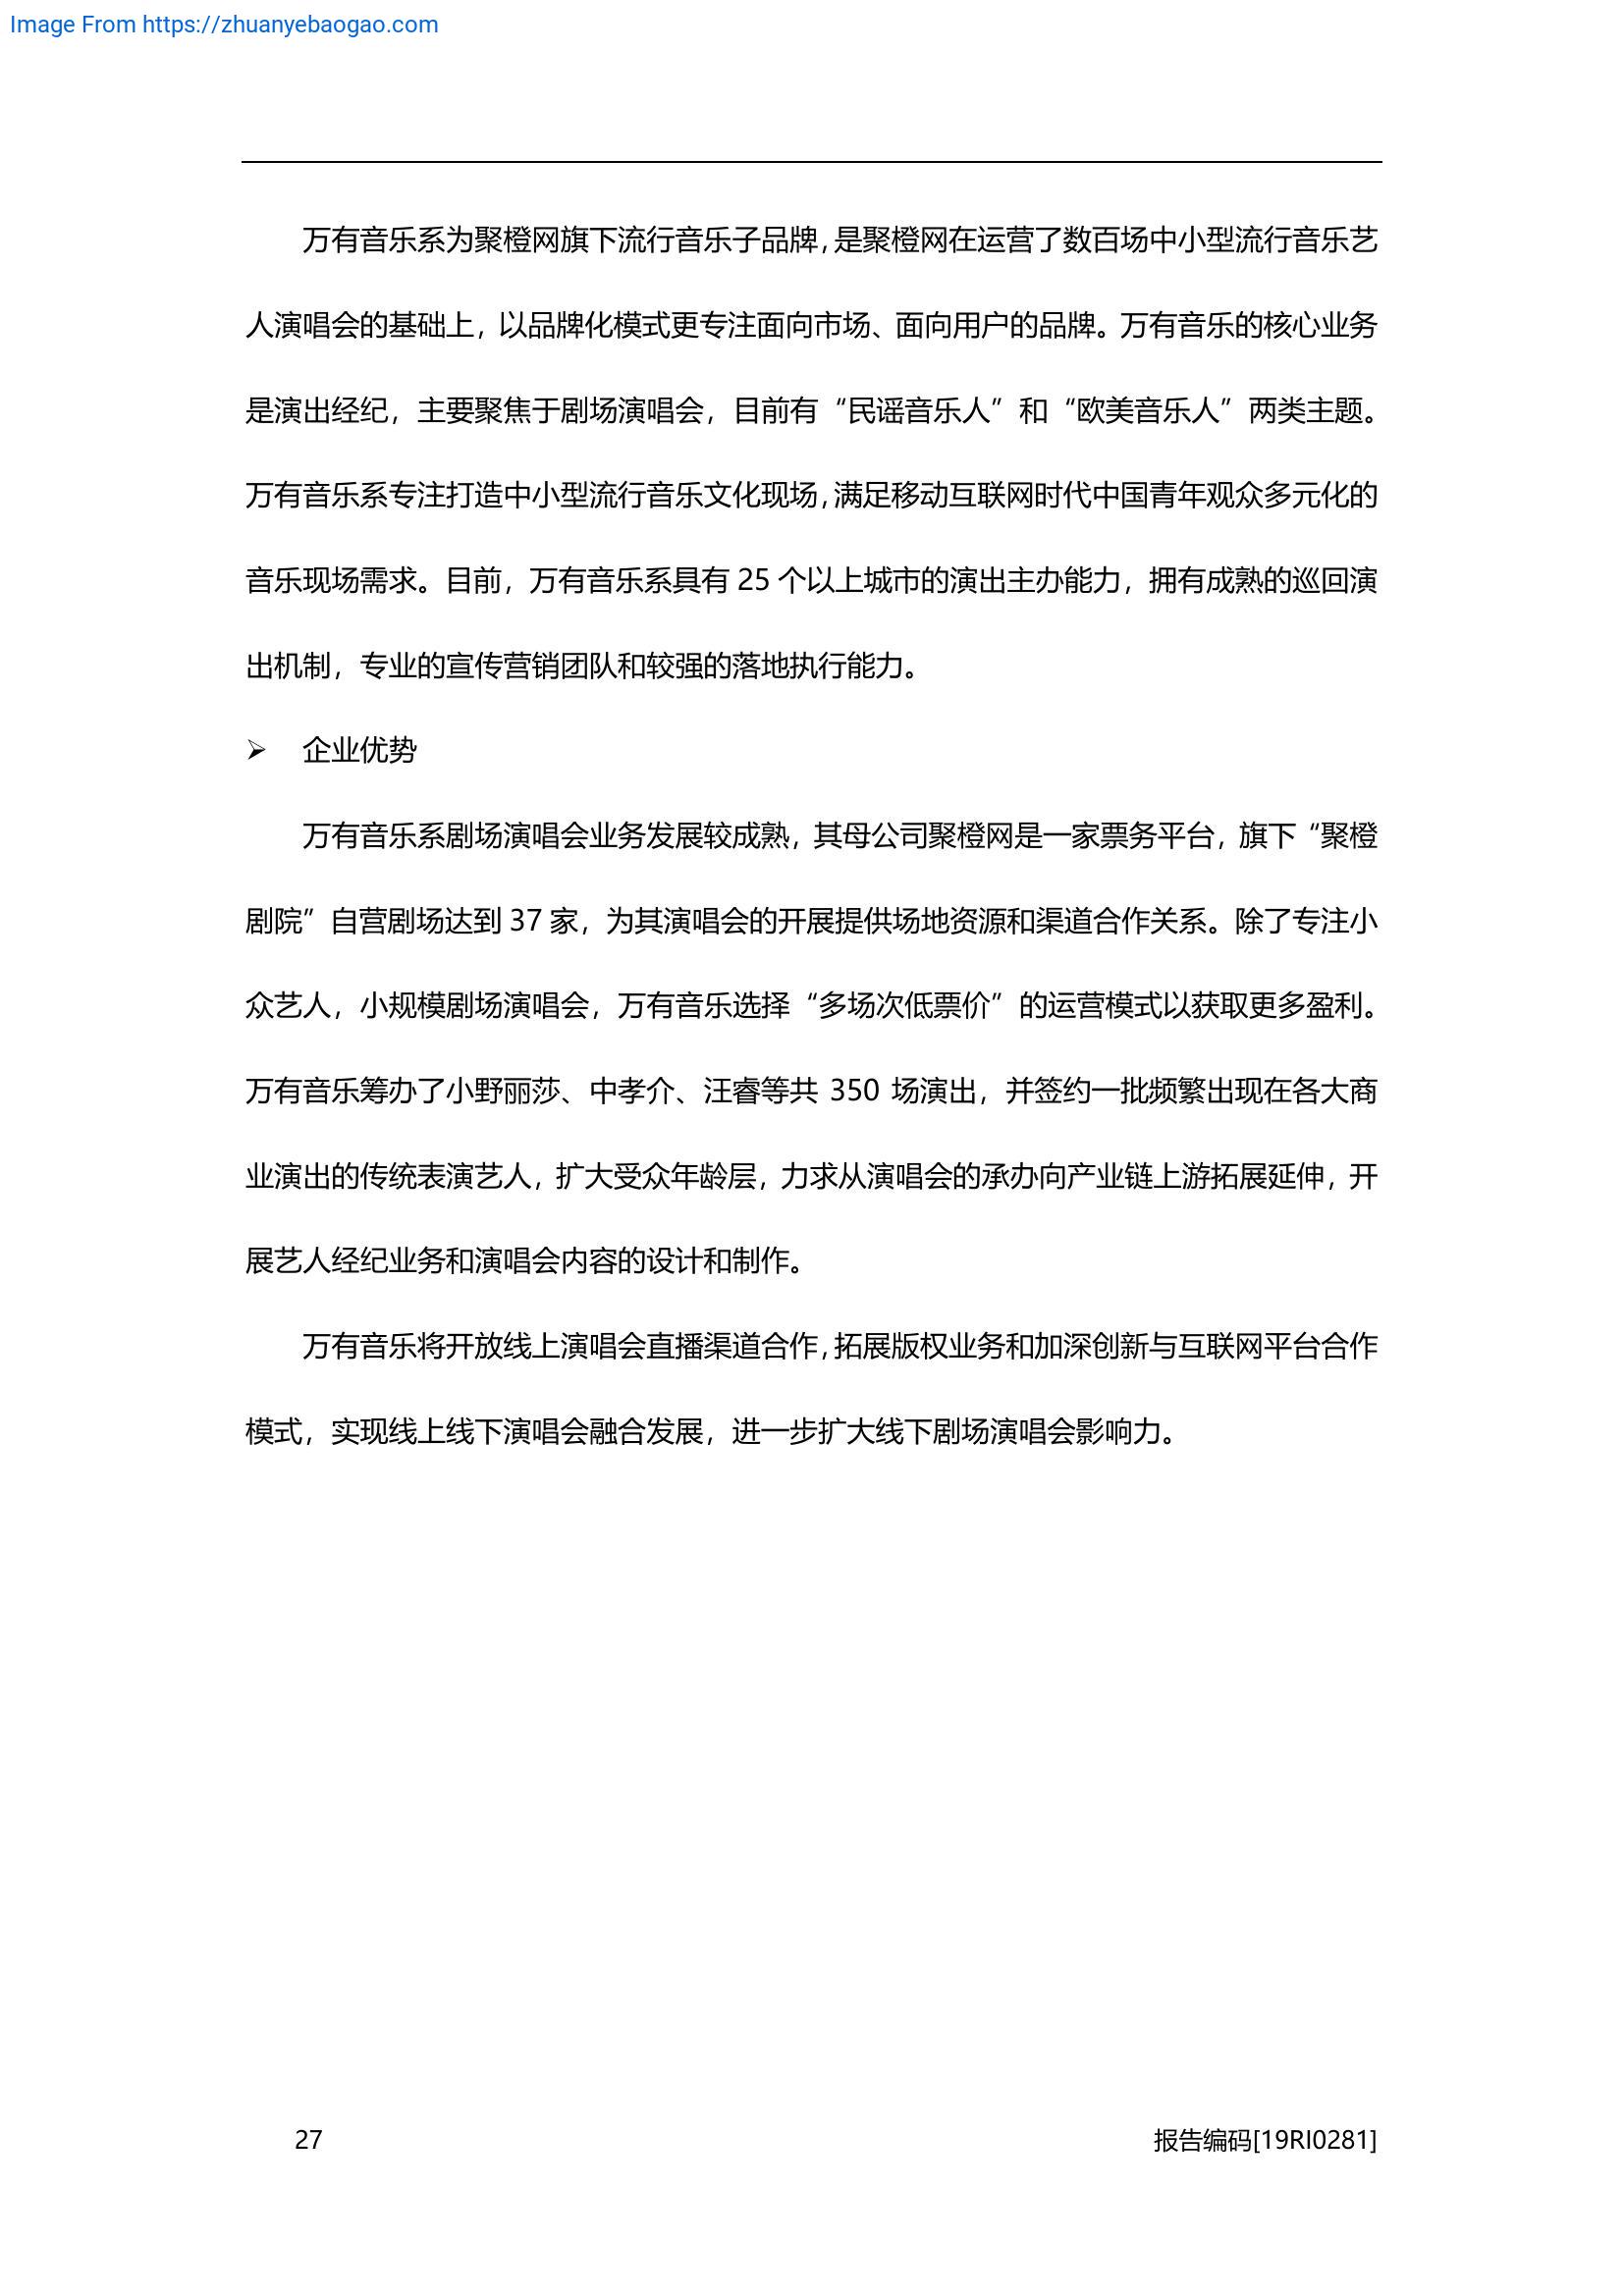 Image From https://zhuanyebaogao.com
万有音乐系为聚橙网旗下流行音乐子品牌，是聚橙网在运营了数百场中小型流行音乐艺
人演唱会的基础上，以品牌化模式更专注面向市场、面向用户的品牌。万有音乐的核心业务
是演出经纪，主要聚焦于剧场演唱会，目前有“民谣音乐人”和“欧美音乐人”两类主题。
万有音乐系专注打造中小型流行音乐文化现场，满足移动互联网时代中国青年观众多元化的
音乐现场需求。目前，万有音乐系具有 25 个以上城市的演出主办能力，拥有成熟的巡回演
出机制，专业的宣传营销团队和较强的落地执行能力。
➢ 企业优势
万有音乐系剧场演唱会业务发展较成熟，其母公司聚橙网是一家票务平台，旗下“聚橙
剧院”自营剧场达到 37 家，为其演唱会的开展提供场地资源和渠道合作关系。除了专注小
众艺人，小规模剧场演唱会，万有音乐选择“多场次低票价”的运营模式以获取更多盈利。
万有音乐筹办了小野丽莎、中孝介、汪睿等共 350 场演出，并签约一批频繁出现在各大商
业演出的传统表演艺人，扩大受众年龄层，力求从演唱会的承办向产业链上游拓展延伸，开
展艺人经纪业务和演唱会内容的设计和制作。
万有音乐将开放线上演唱会直播渠道合作，拓展版权业务和加深创新与互联网平台合作
模式，实现线上线下演唱会融合发展，进一步扩大线下剧场演唱会影响力。
27 报告编码[19RI0281]